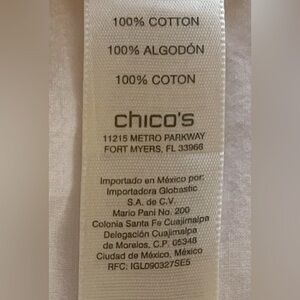 100% COTTON
100% ALGODÓN
100% COTON
chico's
11215 METRO PARKWAY
FORT MYERS, FL 33966
Importado en México por:
Importadora Globastic
S.A. de C.V.
Mario Pani No. 200
Colonia Santa Fe Cuajimalpa
Delegación Cuajimalpa
de Morelos, C.P. 05348
Ciudad de México, México
RFC: IGL090327SE5